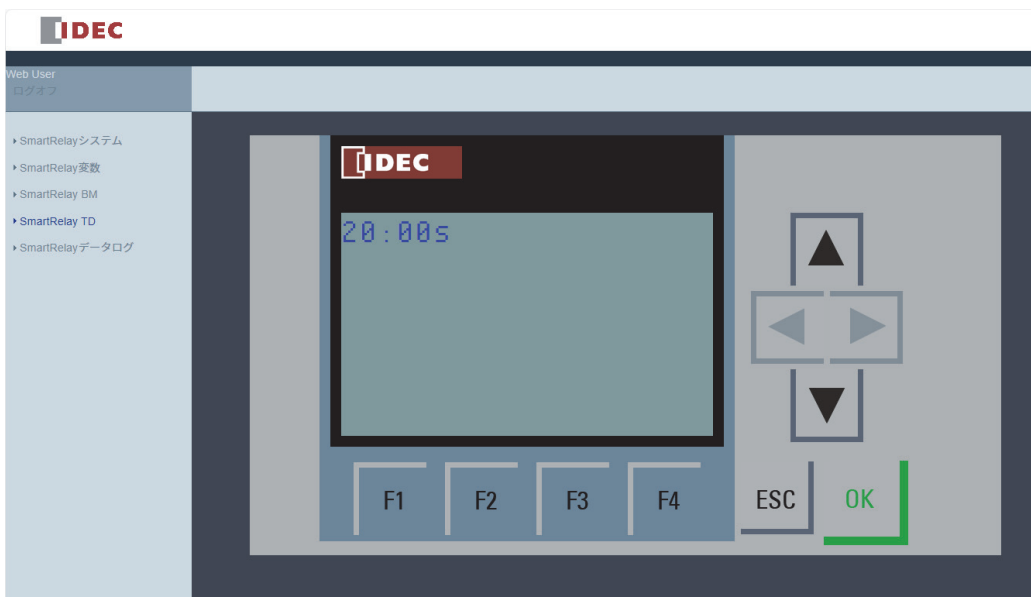 IDEC
Web User
ログオフ
SmartRelayシステム
SmartRelay変数
SmartRelay BM
SmartRelay TD
SmartRelayデータログ
IDEC
20:00s
F1 F2 F3 F4 ESC OK